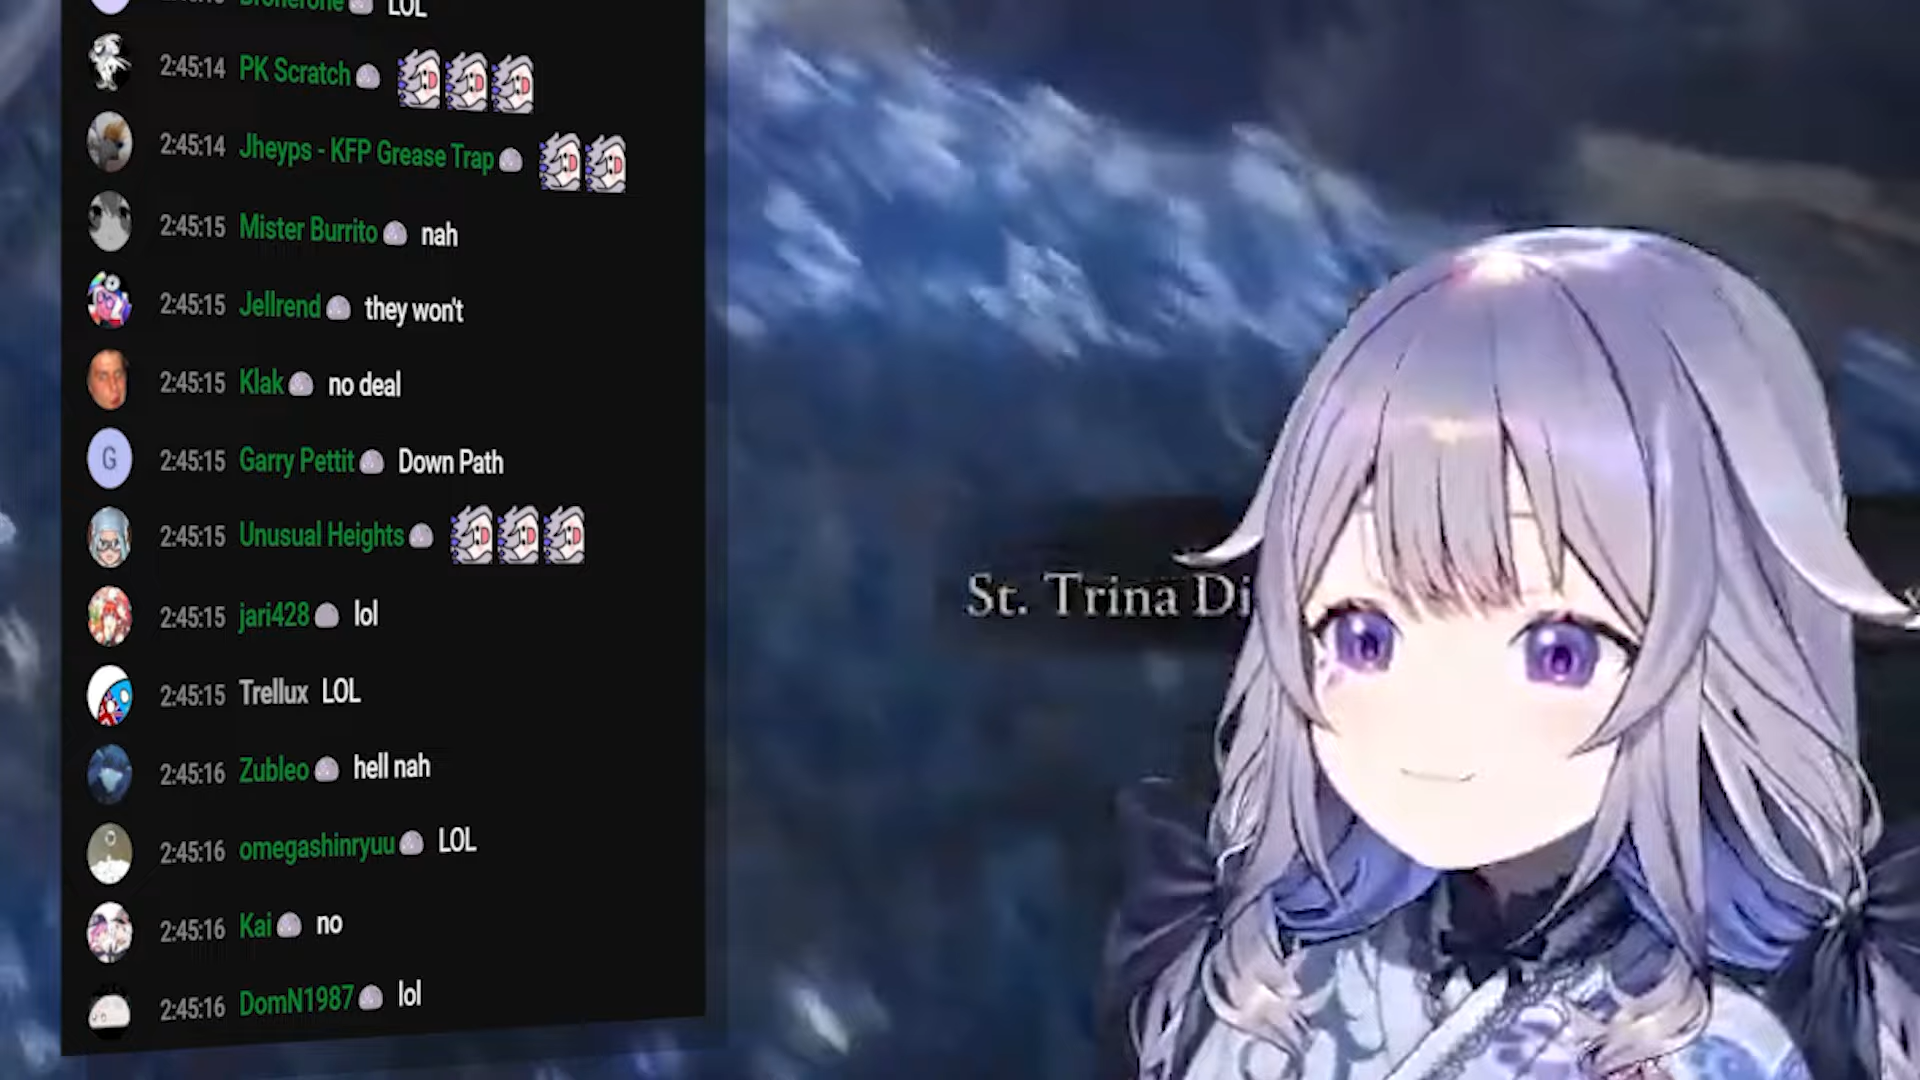 LOL
2:45:14 PK Scratch
2:45:14 Jheyps - KFP Grease Trap
2:45:15 Mister Burrito nah
2:45:15 Jellrend they won't
2:45:15 Klak no deal
G 2:45:15 Garry Pettit Down Path
2:45:15 Unusual Heights
2:45:15 jari428 lol
2:45:15 Trellux LOL
2:45:16 Zubleo hell nah
2:45:16 omegashinryuu LOL
2:45:16 Kai no
2:45:16 DomN1987 lol
St. Trina Di